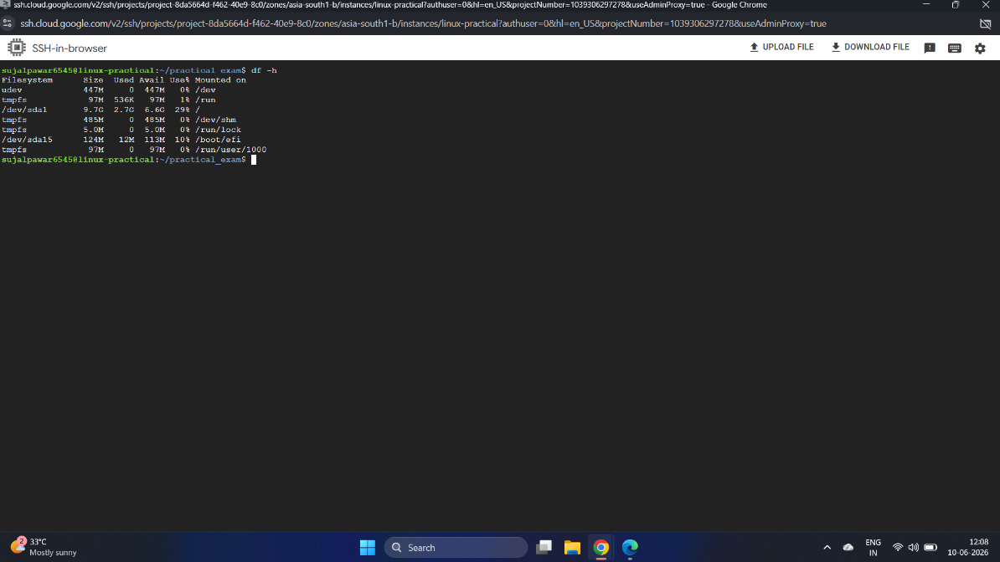 ssh.cloud.google.com/v2/ssh/projects/project-8da5664d-f462-40e9-8c0/zones/asia-south1-b/instances/linux-practical?authuser=0&hl=en_US&projectNumber=1039306297278&useAdminProxy=true - Google Chrome
ssh.cloud.google.com/v2/ssh/projects/project-8da5664d-f462-40e9-8c0/zones/asia-south1-b/instances/linux-practical?authuser=0&hl=en_US&projectNumber=1039306297278&useAdminProxy=true
SSH-in-browser UPLOAD FILE DOWNLOAD FILE
sujalpawar6545@linux-practical:~/practical_exam$ df -h
Filesystem      Size  Used Avail Use% Mounted on
udev            447M     0  447M   0% /dev
tmpfs            97M  536K   97M   1% /run
/dev/sda1       9.7G  2.7G  6.6G  29% /
tmpfs           485M     0  485M   0% /dev/shm
tmpfs           5.0M     0  5.0M   0% /run/lock
/dev/sda15      124M   12M  113M  10% /boot/efi
tmpfs            97M     0   97M   0% /run/user/1000
sujalpawar6545@linux-practical:~/practical_exam$
2 33°C
Mostly sunny
Search
ENG
IN
12:08
10-06-2026